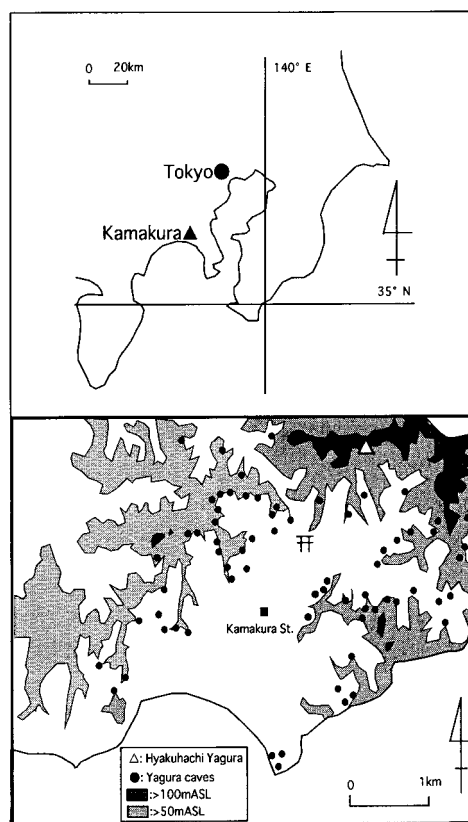 0 20km
140° E
Tokyo
Kamakura
35° N
Kamakura St.
△: Hyakuhachi Yagura
●: Yagura caves
:>100mASL
:>50mASL
0 1km